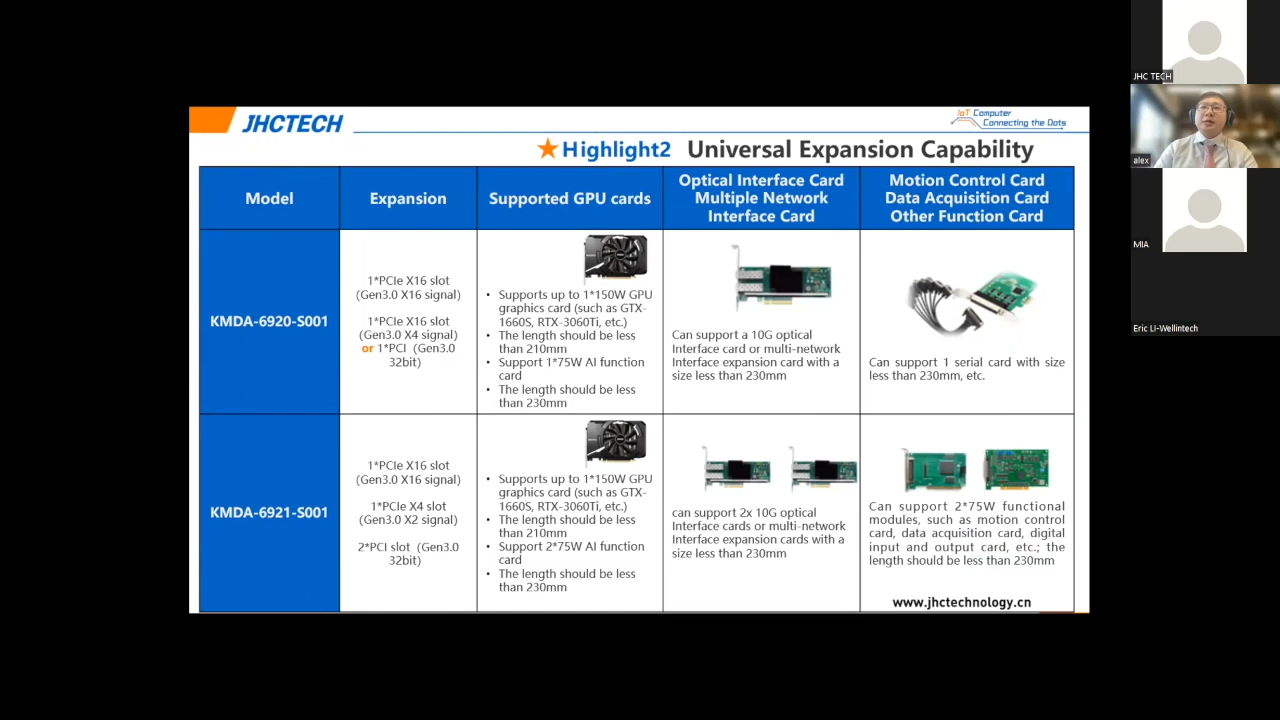 JHCTECH
IoT Computer
Connecting the Dots
Highlight2 Universal Expansion Capability
Model
Expansion
Supported GPU cards
Optical Interface Card
Multiple Network
Interface Card
Motion Control Card
Data Acquisition Card
Other Function Card
KMDA-6920-S001
1*PCIe X16 slot
(Gen3.0 X16 signal)
1*PCIe X16 slot
(Gen3.0 X4 signal)
or 1*PCI (Gen3.0
32bit)
• Supports up to 1*150W GPU
graphics card (such as GTX-
1660S, RTX-3060Ti, etc.)
• The length should be less
than 210mm
• Support 1*75W AI function
card
• The length should be less
than 230mm
Can support a 10G optical
Interface card or multi-network
Interface expansion card with a
size less than 230mm
Can support 1 serial card with size
less than 230mm, etc.
KMDA-6921-S001
1*PCIe X16 slot
(Gen3.0 X16 signal)
1*PCIe X4 slot
(Gen3.0 X2 signal)
2*PCI slot (Gen3.0
32bit)
• Supports up to 1*150W GPU
graphics card (such as GTX-
1660S, RTX-3060Ti, etc.)
• The length should be less
than 210mm
• Support 2*75W AI function
card
• The length should be less
than 230mm
can support 2x 10G optical
Interface cards or multi-network
Interface expansion cards with a
size less than 230mm
Can support 2*75W functional
modules, such as motion control
card, data acquisition card, digital
input and output card, etc.; the
length should be less than 230mm
www.jhctechnology.cn
JHC TECH
alex
MIA
Eric LI-Wellintech